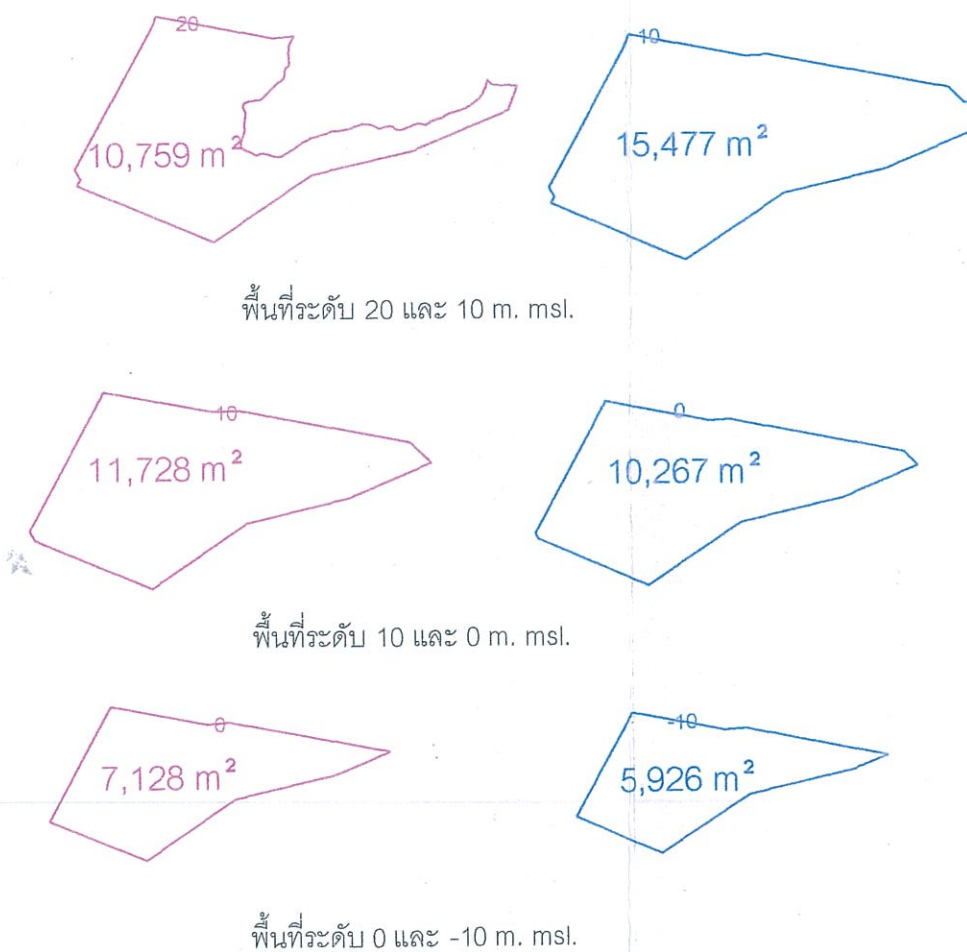 20
10
10,759 m²
15,477 m²
พื้นที่ระดับ 20 และ 10 m. msl.
10
0
11,728 m²
10,267 m²
พื้นที่ระดับ 10 และ 0 m. msl.
0
-10
7,128 m²
5,926 m²
พื้นที่ระดับ 0 และ -10 m. msl.